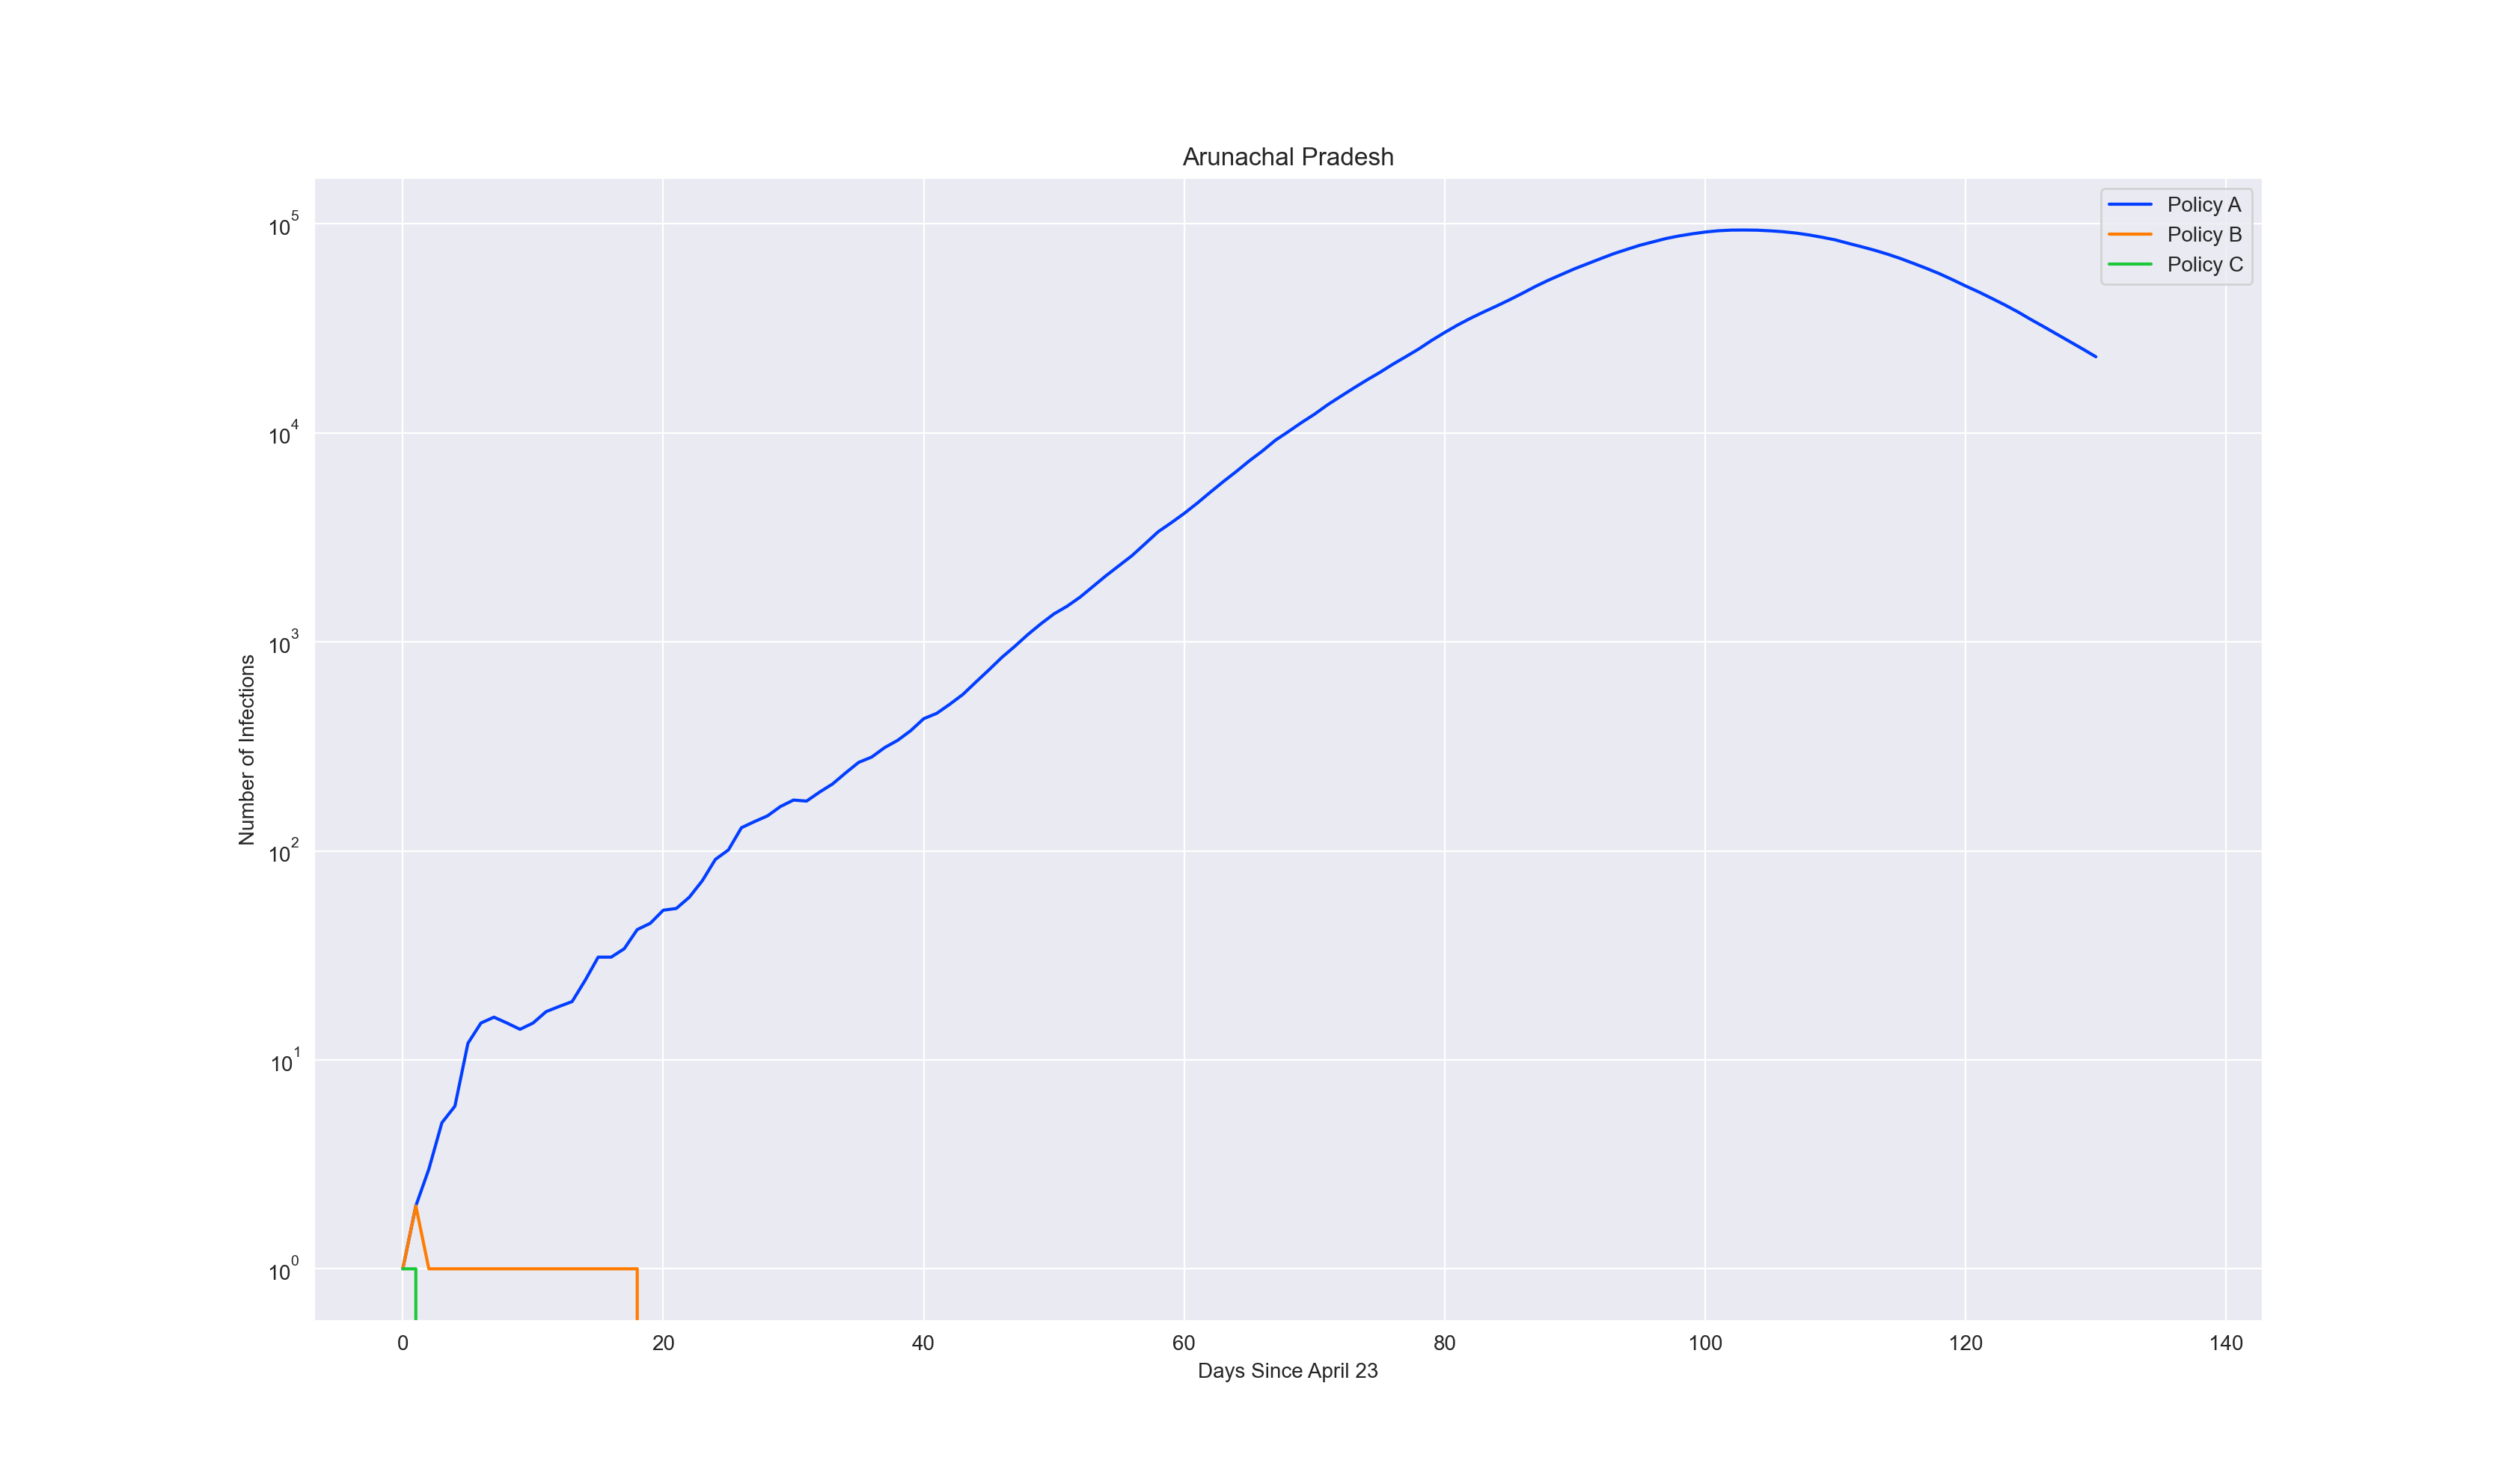 Arunachal Pradesh
Policy A
Policy B
Policy C
Number of Infections
10^5
10^4
10^3
10^2
10^1
10^0
0 20 40 60 80 100 120 140
Days Since April 23